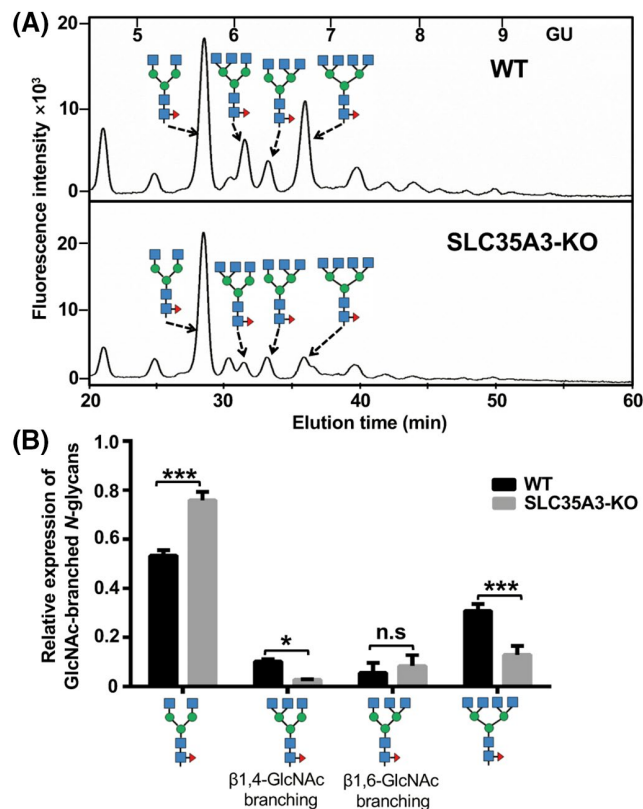 (A)
5 6 7 8 9 GU
WT
20
10
0
SLC35A3-KO
20
10
0
Fluorescence intensity ×10³
20 30 40 50 60
Elution time (min)
(B)
1.0
0.8
0.6
0.4
0.2
0
Relative expression of
GlcNAc-branched N-glycans
WT
SLC35A3-KO
***
*
n.s
***
β1,4-GlcNAc
branching
β1,6-GlcNAc
branching